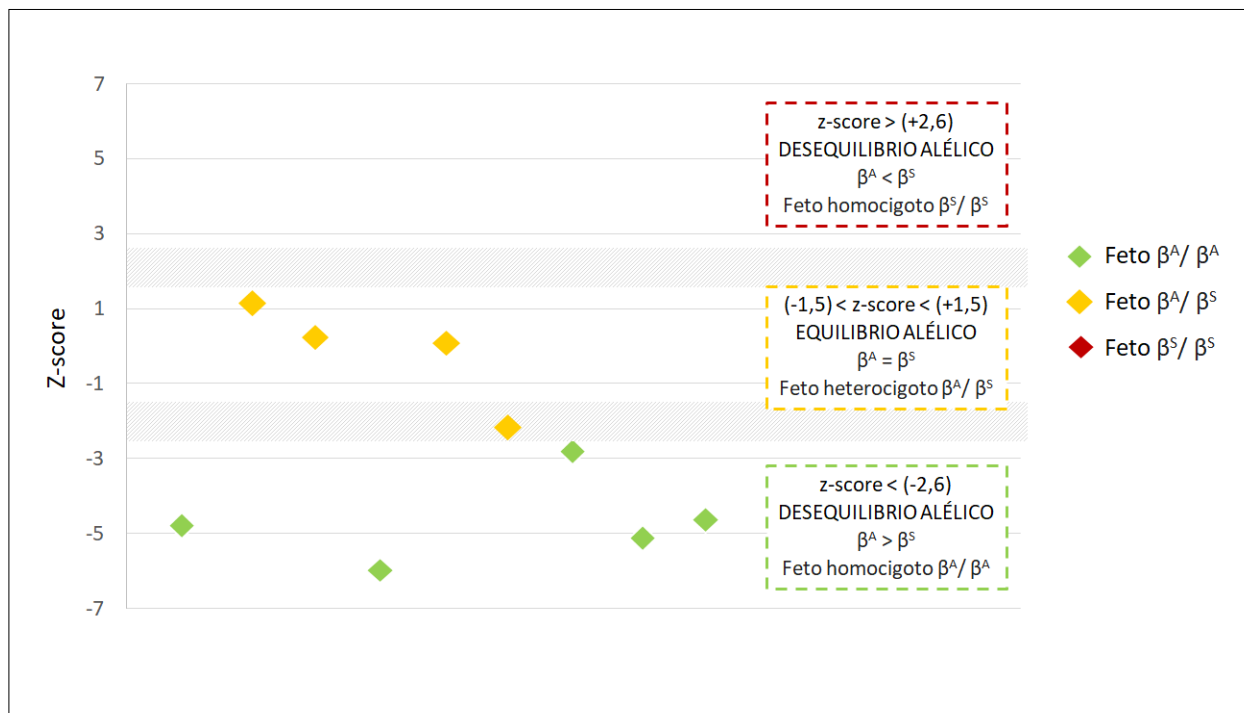 7
5
3
1
-1
-3
-5
-7
Z-score
z-score > (+2,6)
DESEQUILIBRIO ALÉLICO
βᴬ < βˢ
Feto homocigoto βˢ/ βˢ
(-1,5) < z-score < (+1,5)
EQUILIBRIO ALÉLICO
βᴬ = βˢ
Feto heterocigoto βᴬ/ βˢ
z-score < (-2,6)
DESEQUILIBRIO ALÉLICO
βᴬ > βˢ
Feto homocigoto βᴬ/ βᴬ
Feto βᴬ/ βᴬ
Feto βᴬ/ βˢ
Feto βˢ/ βˢ